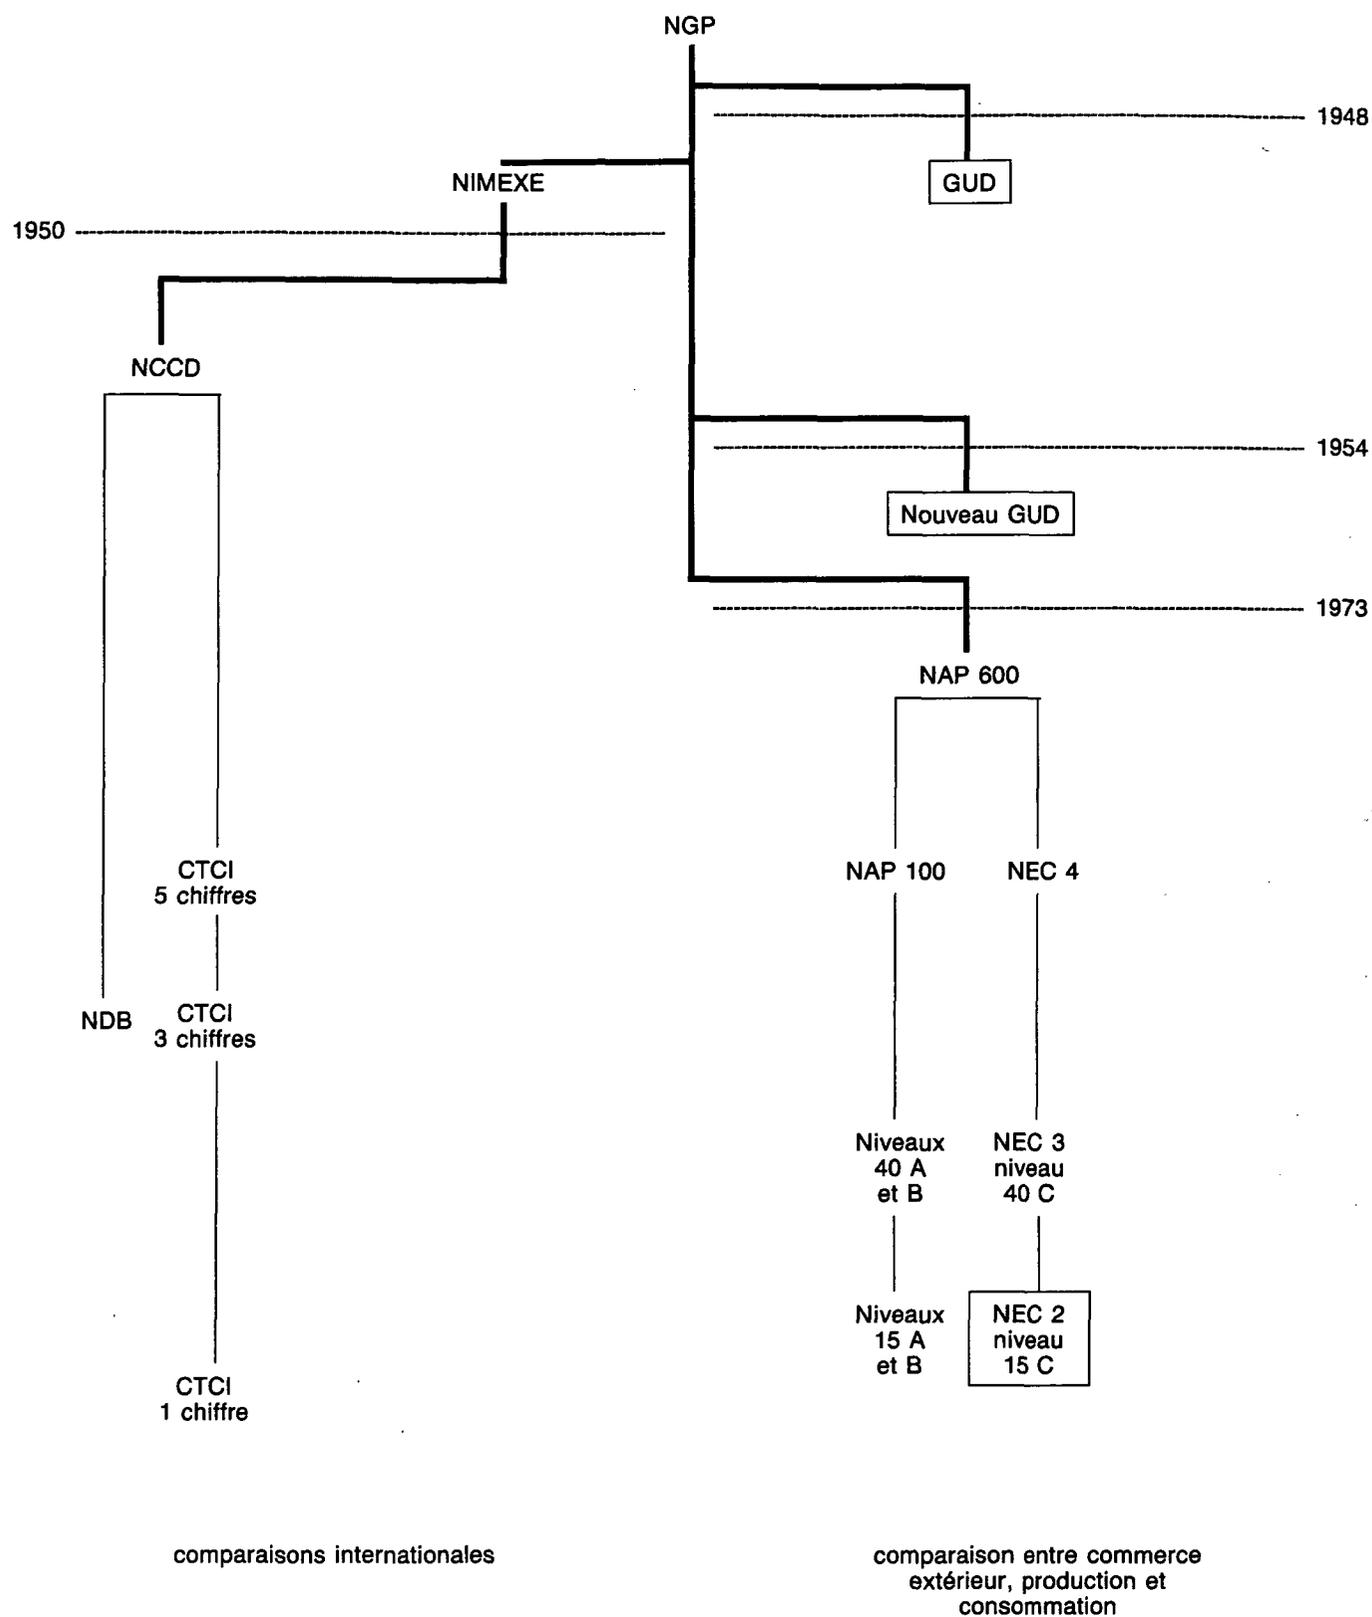 NGP
1948
GUD
NIMEXE
1950
NCCD
1954
Nouveau GUD
1973
NAP 600
CTCI
5 chiffres
NAP 100
NEC 4
NDB
CTCI
3 chiffres
Niveaux
40 A
et B
NEC 3
niveau
40 C
Niveaux
15 A
et B
NEC 2
niveau
15 C
CTCI
1 chiffre
comparaisons internationales
comparaison entre commerce
extérieur, production et
consommation